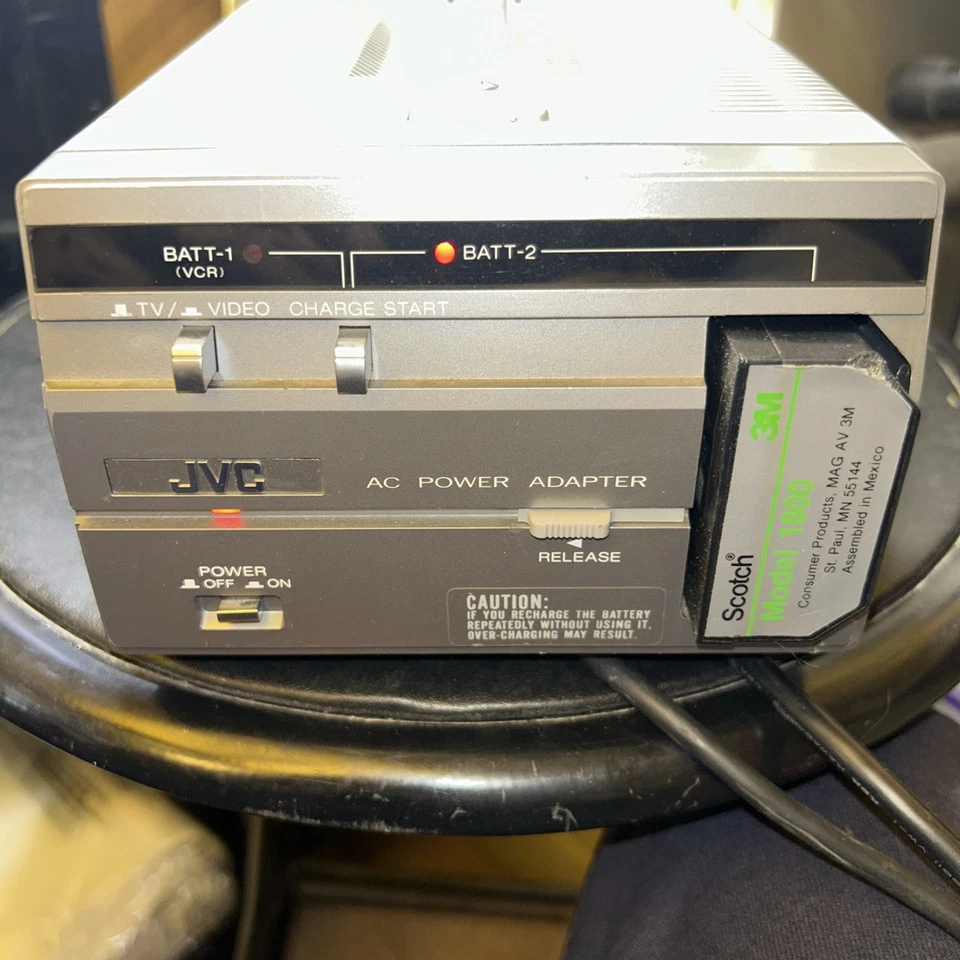 BATT-1
(VCR)
BATT-2
TV/ VIDEO CHARGE START
JVC
AC POWER ADAPTER
RELEASE
POWER
OFF ON
CAUTION:
IF YOU RECHARGE THE BATTERY
REPEATEDLY WITHOUT USING IT,
OVER-CHARGING MAY RESULT.
3M
Scotch®
Model 1800
Consumer Products, MAG AV 3M
St. Paul, MN 55144
Assembled in Mexico